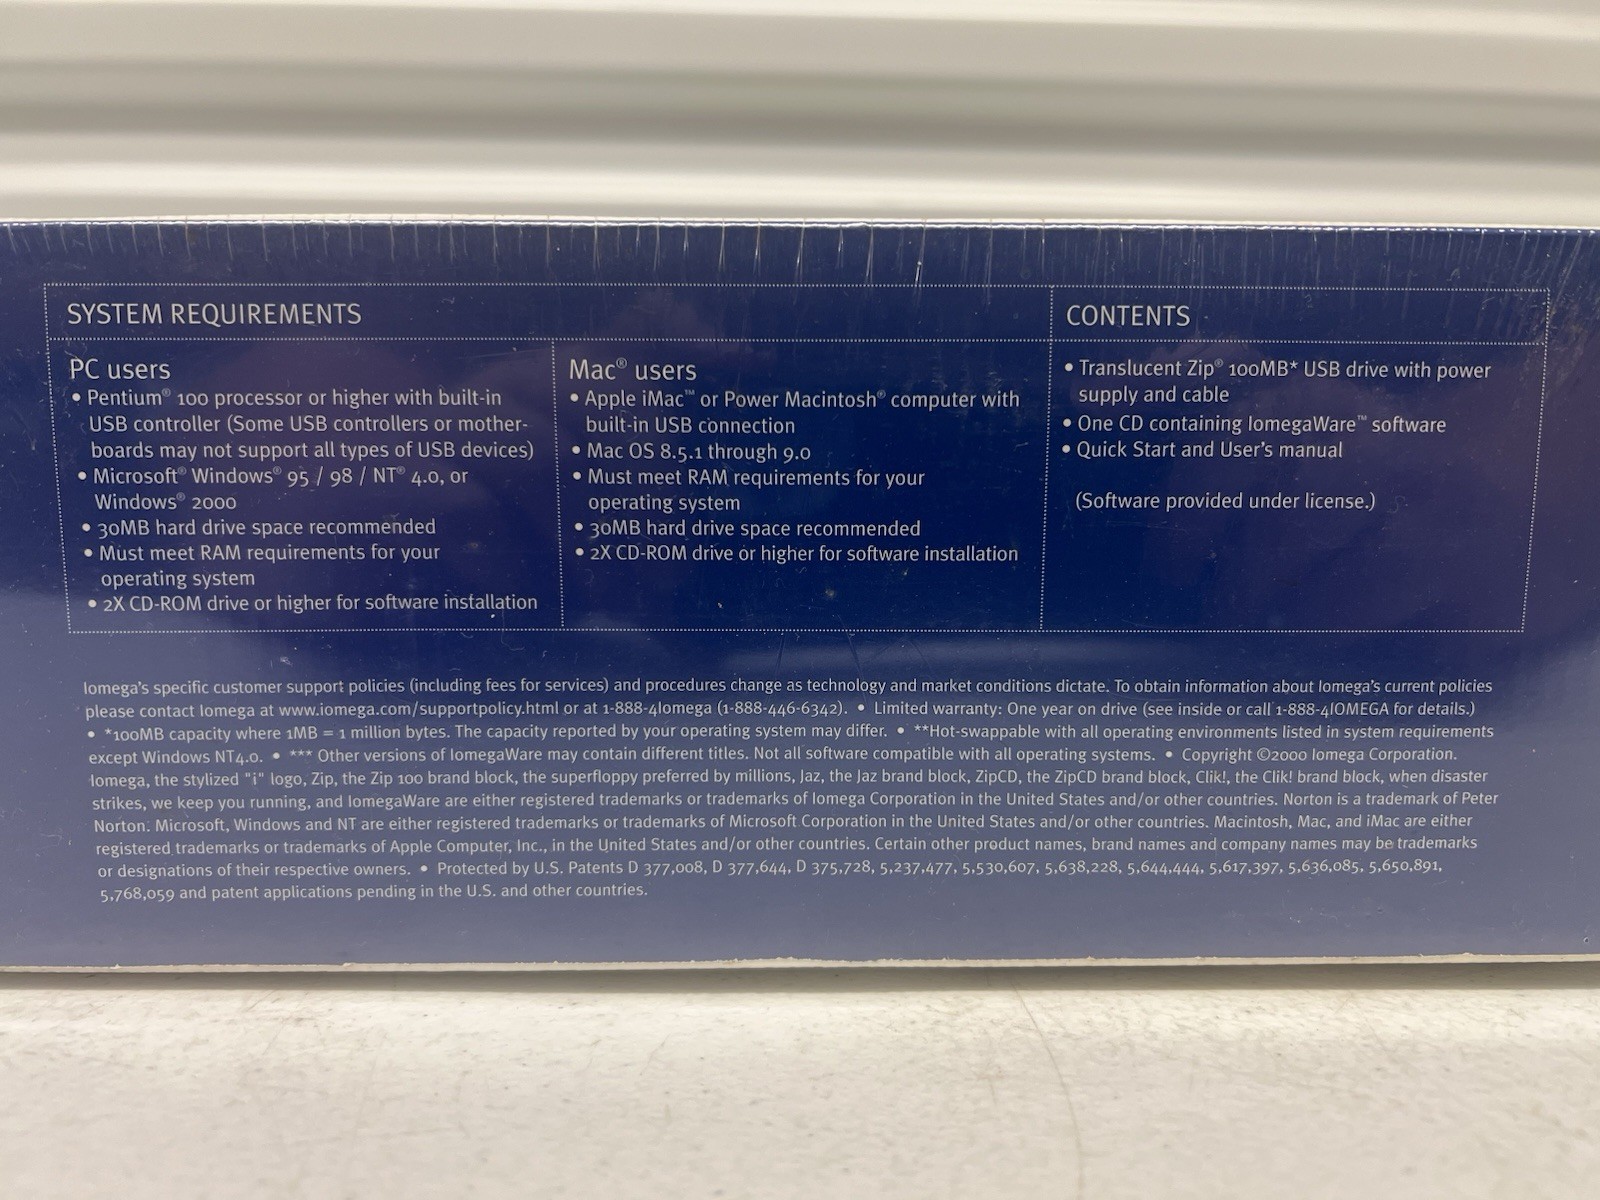 SYSTEM REQUIREMENTS
PC users
• Pentium® 100 processor or higher with built-in
USB controller (Some USB controllers or mother-
boards may not support all types of USB devices)
• Microsoft® Windows® 95 / 98 / NT® 4.0, or
Windows® 2000
• 30MB hard drive space recommended
• Must meet RAM requirements for your
operating system
• 2X CD-ROM drive or higher for software installation
Mac® users
• Apple iMac™ or Power Macintosh® computer with
built-in USB connection
• Mac OS 8.5.1 through 9.0
• Must meet RAM requirements for your
operating system
• 30MB hard drive space recommended
• 2X CD-ROM drive or higher for software installation
CONTENTS
• Translucent Zip® 100MB* USB drive with power
supply and cable
• One CD containing IomegaWare™ software
• Quick Start and User's manual
(Software provided under license.)
Iomega's specific customer support policies (including fees for services) and procedures change as technology and market conditions dictate. To obtain information about Iomega's current policies
please contact Iomega at www.iomega.com/supportpolicy.html or at 1-888-4Iomega (1-888-446-6342). • Limited warranty: One year on drive (see inside or call 1-888-4IOMEGA for details.)
• *100MB capacity where 1MB = 1 million bytes. The capacity reported by your operating system may differ. • **Hot-swappable with all operating environments listed in system requirements
except Windows NT4.0. • *** Other versions of IomegaWare may contain different titles. Not all software compatible with all operating systems. • Copyright ©2000 Iomega Corporation.
Iomega, the stylized "i" logo, Zip, the Zip 100 brand block, the superfloppy preferred by millions, Jaz, the Jaz brand block, ZipCD, the ZipCD brand block, Clik!, the Clik! brand block, when disaster
strikes, we keep you running, and IomegaWare are either registered trademarks or trademarks of Iomega Corporation in the United States and/or other countries. Norton is a trademark of Peter
Norton. Microsoft, Windows and NT are either registered trademarks or trademarks of Microsoft Corporation in the United States and/or other countries. Macintosh, Mac, and iMac are either
registered trademarks or trademarks of Apple Computer, Inc., in the United States and/or other countries. Certain other product names, brand names and company names may be trademarks
or designations of their respective owners. • Protected by U.S. Patents D 377,008, D 377,644, D 375,728, 5,237,477, 5,530,607, 5,638,228, 5,644,444, 5,617,397, 5,636,085, 5,650,891,
5,768,059 and patent applications pending in the U.S. and other countries.